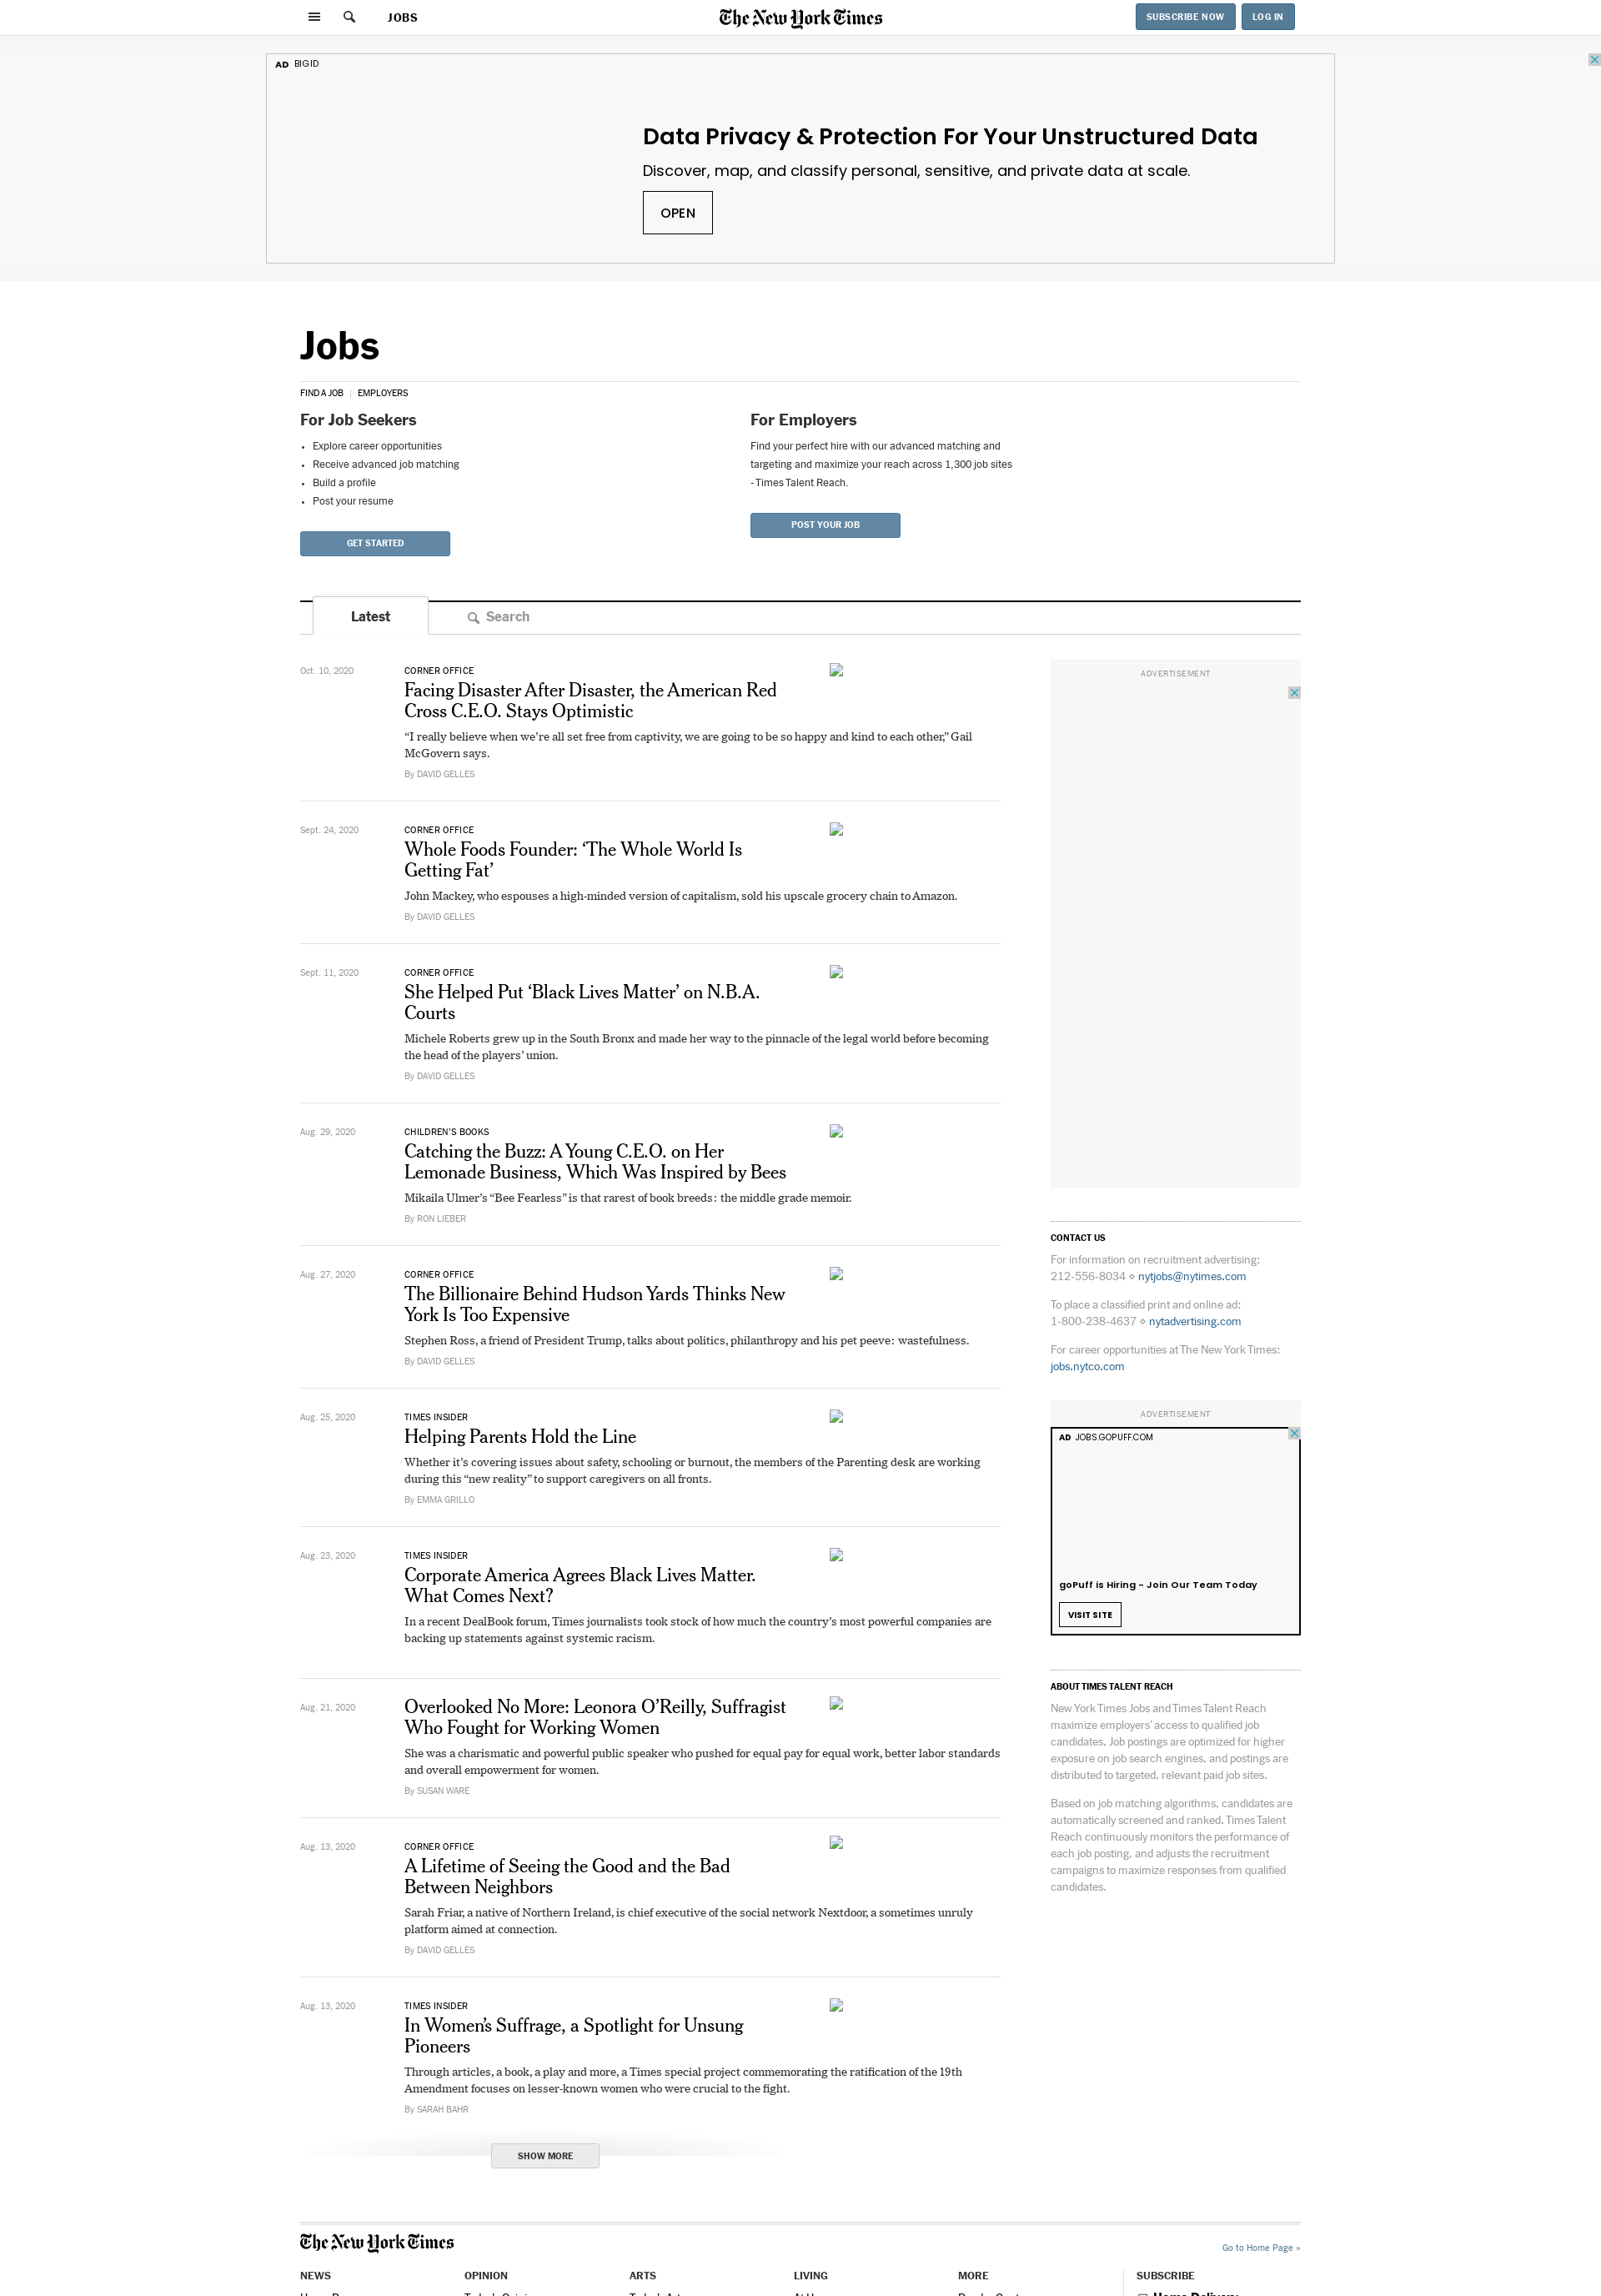 JOBS
The New York Times
SUBSCRIBE NOW
LOG IN
AD BIGID
Data Privacy & Protection For Your Unstructured Data
Discover, map, and classify personal, sensitive, and private data at scale.
OPEN
Jobs
FIND A JOB | EMPLOYERS
For Job Seekers
• Explore career opportunities
• Receive advanced job matching
• Build a profile
• Post your resume
GET STARTED
For Employers
Find your perfect hire with our advanced matching and
targeting and maximize your reach across 1,300 job sites
- Times Talent Reach.
POST YOUR JOB
Latest
Search
Oct. 10, 2020
CORNER OFFICE
Facing Disaster After Disaster, the American Red
Cross C.E.O. Stays Optimistic
“I really believe when we’re all set free from captivity, we are going to be so happy and kind to each other,” Gail
McGovern says.
By DAVID GELLES
Sept. 24, 2020
CORNER OFFICE
Whole Foods Founder: ‘The Whole World Is
Getting Fat’
John Mackey, who espouses a high-minded version of capitalism, sold his upscale grocery chain to Amazon.
By DAVID GELLES
Sept. 11, 2020
CORNER OFFICE
She Helped Put ‘Black Lives Matter’ on N.B.A.
Courts
Michele Roberts grew up in the South Bronx and made her way to the pinnacle of the legal world before becoming
the head of the players’ union.
By DAVID GELLES
Aug. 29, 2020
CHILDREN’S BOOKS
Catching the Buzz: A Young C.E.O. on Her
Lemonade Business, Which Was Inspired by Bees
Mikaila Ulmer’s “Bee Fearless” is that rarest of book breeds: the middle grade memoir.
By RON LIEBER
Aug. 27, 2020
CORNER OFFICE
The Billionaire Behind Hudson Yards Thinks New
York Is Too Expensive
Stephen Ross, a friend of President Trump, talks about politics, philanthropy and his pet peeve: wastefulness.
By DAVID GELLES
Aug. 25, 2020
TIMES INSIDER
Helping Parents Hold the Line
Whether it’s covering issues about safety, schooling or burnout, the members of the Parenting desk are working
during this “new reality” to support caregivers on all fronts.
By EMMA GRILLO
Aug. 23, 2020
TIMES INSIDER
Corporate America Agrees Black Lives Matter.
What Comes Next?
In a recent DealBook forum, Times journalists took stock of how much the country’s most powerful companies are
backing up statements against systemic racism.
Aug. 21, 2020
Overlooked No More: Leonora O’Reilly, Suffragist
Who Fought for Working Women
She was a charismatic and powerful public speaker who pushed for equal pay for equal work, better labor standards
and overall empowerment for women.
By SUSAN WARE
Aug. 13, 2020
CORNER OFFICE
A Lifetime of Seeing the Good and the Bad
Between Neighbors
Sarah Friar, a native of Northern Ireland, is chief executive of the social network Nextdoor, a sometimes unruly
platform aimed at connection.
By DAVID GELLES
Aug. 13, 2020
TIMES INSIDER
In Women’s Suffrage, a Spotlight for Unsung
Pioneers
Through articles, a book, a play and more, a Times special project commemorating the ratification of the 19th
Amendment focuses on lesser-known women who were crucial to the fight.
By SARAH BAHR
SHOW MORE
ADVERTISEMENT
CONTACT US
For information on recruitment advertising:
212-556-8034 ⋄ nytjobs@nytimes.com
To place a classified print and online ad:
1-800-238-4637 ⋄ nytadvertising.com
For career opportunities at The New York Times:
jobs.nytco.com
ADVERTISEMENT
AD JOBS.GOPUFF.COM
goPuff is Hiring - Join Our Team Today
VISIT SITE
ABOUT TIMES TALENT REACH
New York Times Jobs and Times Talent Reach
maximize employers’ access to qualified job
candidates. Job postings are optimized for higher
exposure on job search engines, and postings are
distributed to targeted, relevant paid job sites.
Based on job matching algorithms, candidates are
automatically screened and ranked. Times Talent
Reach continuously monitors the performance of
each job posting, and adjusts the recruitment
campaigns to maximize responses from qualified
candidates.
The New York Times
Go to Home Page »
NEWS
OPINION
ARTS
LIVING
MORE
SUBSCRIBE